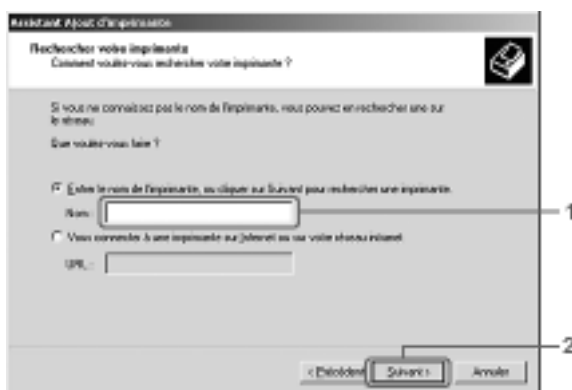 Assistant Ajout d'imprimante
Rechercher votre imprimante
Comment voulez-vous rechercher votre imprimante ?
Si vous ne connaissez pas le nom de l'imprimante, vous pouvez en rechercher une sur
le réseau.
Que voulez-vous faire ?
Entrer le nom de l'imprimante, ou cliquer sur Suivant pour rechercher une imprimante.
Nom :
1
Vous connecter à une imprimante sur Internet ou sur votre réseau intranet
URL :
2
< Précédent Suivant > Annuler